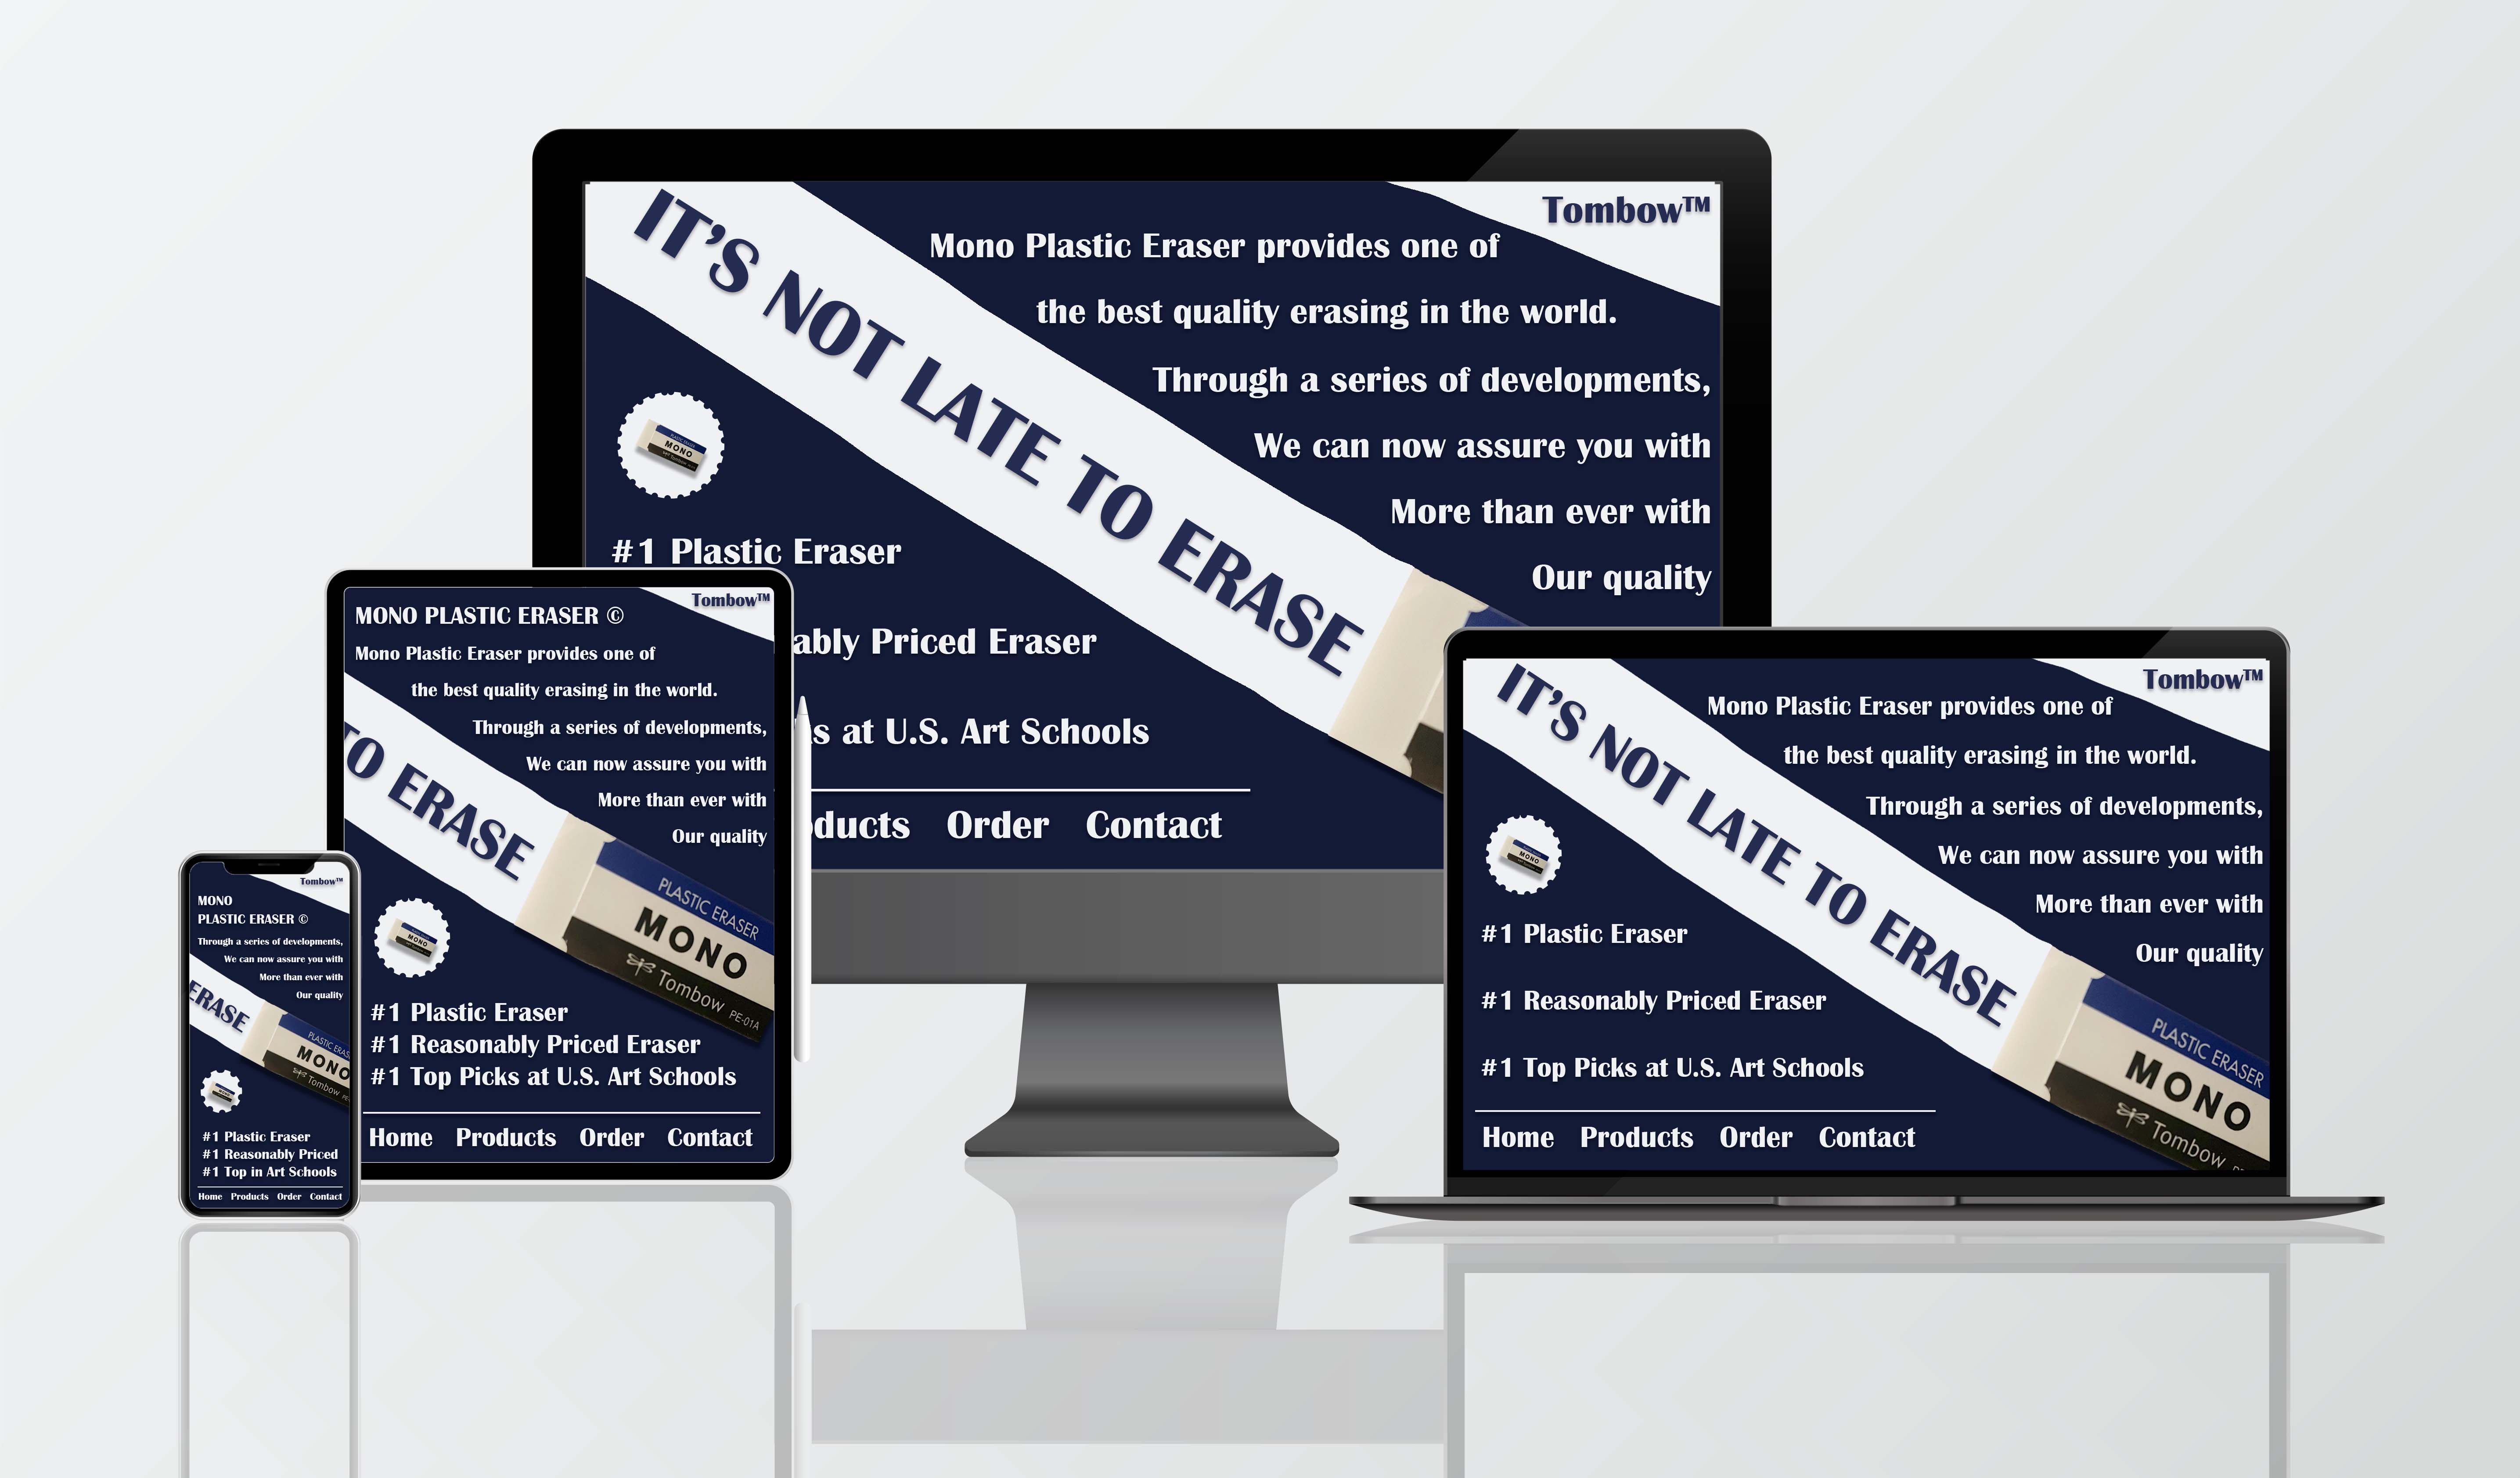 IT'S NOT LATE TO ERASE
Tombow™
Mono Plastic Eraser provides one of
the best quality erasing in the world.
Through a series of developments,
We can now assure you with
More than ever with
Our quality
MONO
#1 Plastic Eraser
ably Priced Eraser
s at U.S. Art Schools
ducts Order Contact
Tombow™
MONO PLASTIC ERASER ©
Mono Plastic Eraser provides one of
the best quality erasing in the world.
Through a series of developments,
We can now assure you with
More than ever with
Our quality
TO ERASE
PLASTIC ERASER
MONO
Tombow PE-01A
MONO
#1 Plastic Eraser
#1 Reasonably Priced Eraser
#1 Top Picks at U.S. Art Schools
Home Products Order Contact
Tombow™
MONO
PLASTIC ERASER ©
Through a series of developments,
We can now assure you with
More than ever with
Our quality
ERASE
PLASTIC ERAS
MONO
Tombow
#1 Plastic Eraser
#1 Reasonably Priced
#1 Top in Art Schools
Home Products Order Contact
IT'S NOT LATE TO ERASE
Tombow™
Mono Plastic Eraser provides one of
the best quality erasing in the world.
Through a series of developments,
We can now assure you with
More than ever with
Our quality
MONO
#1 Plastic Eraser
#1 Reasonably Priced Eraser
#1 Top Picks at U.S. Art Schools
Home Products Order Contact
PLASTIC ERASER
MONO
Tombow